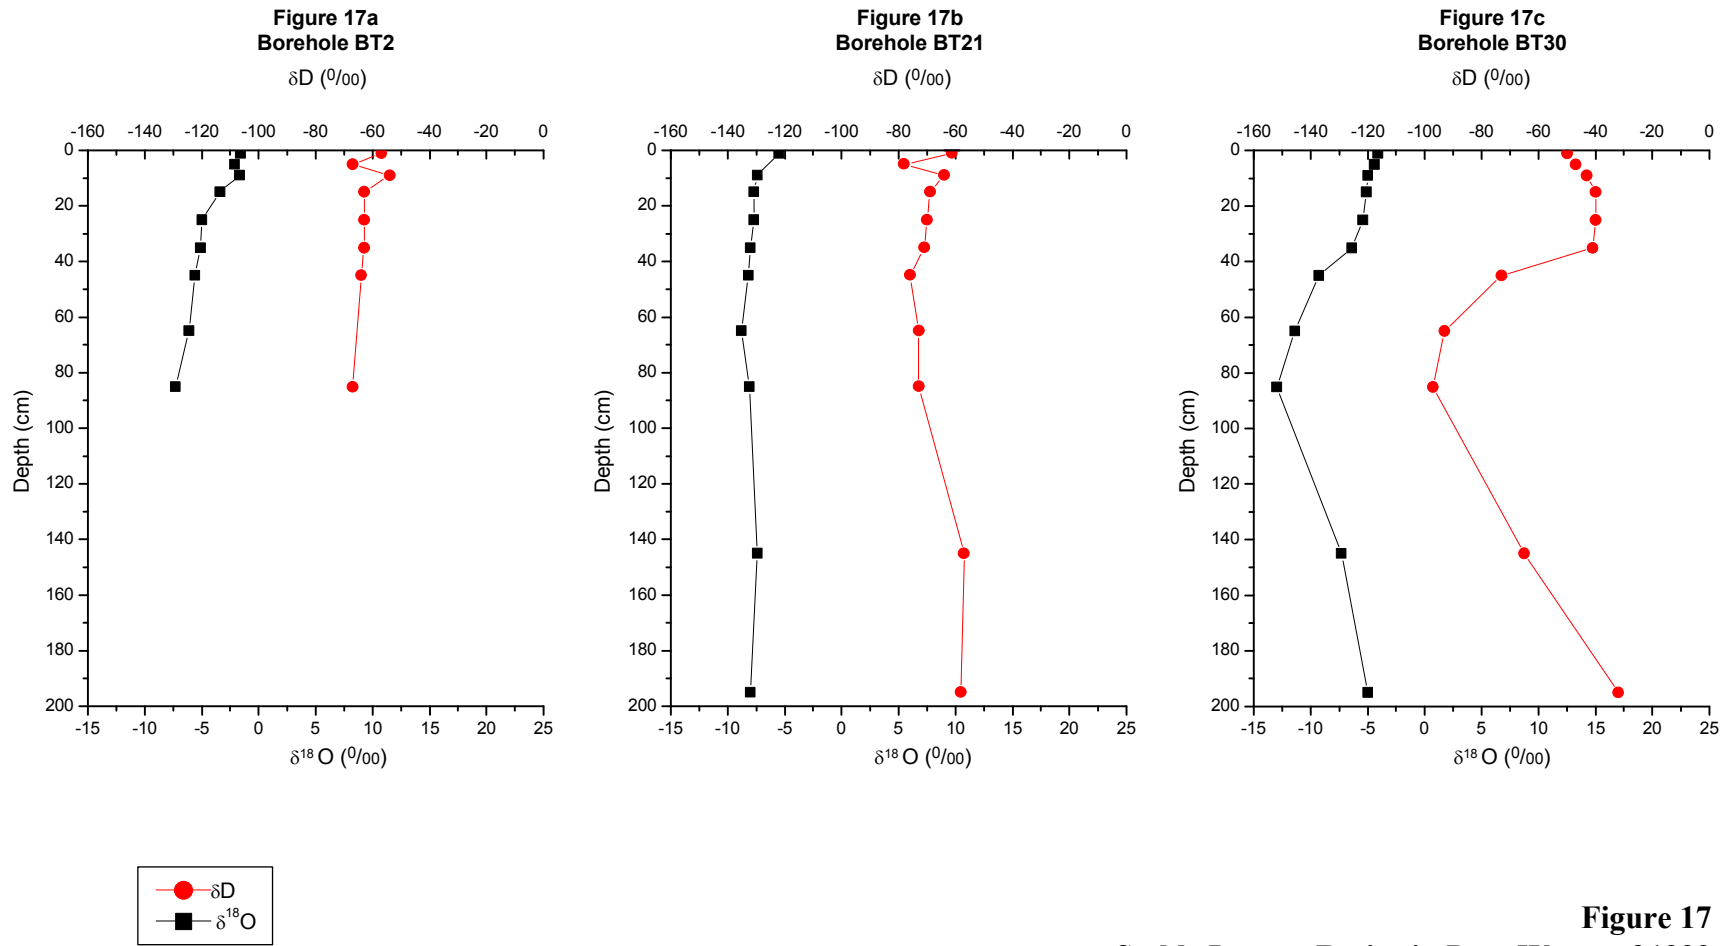 Figure 17a
Borehole BT2
δD (⁰/₀₀)
-160 -140 -120 -100 -80 -60 -40 -20 0
0
20
40
60
80
100
120
140
160
180
200
Depth (cm)
-15 -10 -5 0 5 10 15 20 25
δ¹⁸ O (⁰/₀₀)
Figure 17b
Borehole BT21
δD (⁰/₀₀)
-160 -140 -120 -100 -80 -60 -40 -20 0
0
20
40
60
80
100
120
140
160
180
200
Depth (cm)
-15 -10 -5 0 5 10 15 20 25
δ¹⁸ O (⁰/₀₀)
Figure 17c
Borehole BT30
δD (⁰/₀₀)
-160 -140 -120 -100 -80 -60 -40 -20 0
0
20
40
60
80
100
120
140
160
180
200
Depth (cm)
-15 -10 -5 0 5 10 15 20 25
δ¹⁸ O (⁰/₀₀)
δD
δ¹⁸O
Figure 17